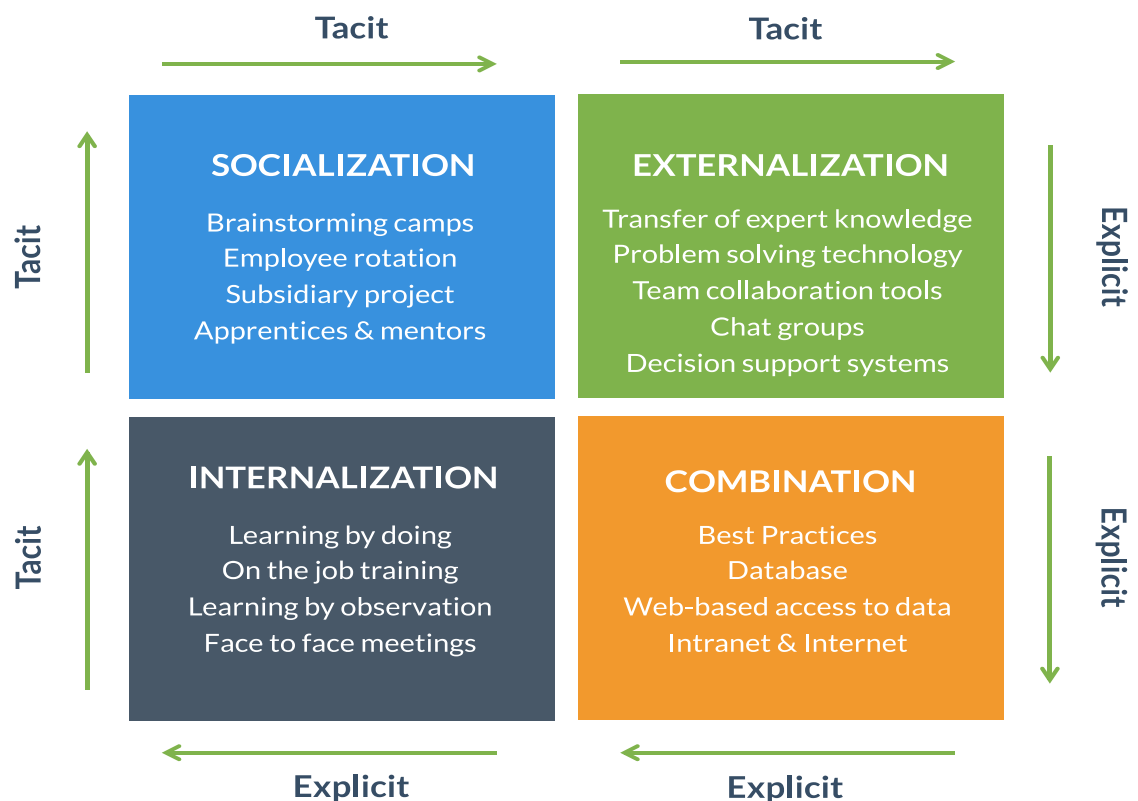 Tacit
Tacit
Tacit
SOCIALIZATION
Brainstorming camps
Employee rotation
Subsidiary project
Apprentices & mentors
EXTERNALIZATION
Transfer of expert knowledge
Problem solving technology
Team collaboration tools
Chat groups
Decision support systems
Explicit
Tacit
INTERNALIZATION
Learning by doing
On the job training
Learning by observation
Face to face meetings
COMBINATION
Best Practices
Database
Web-based access to data
Intranet & Internet
Explicit
Explicit
Explicit